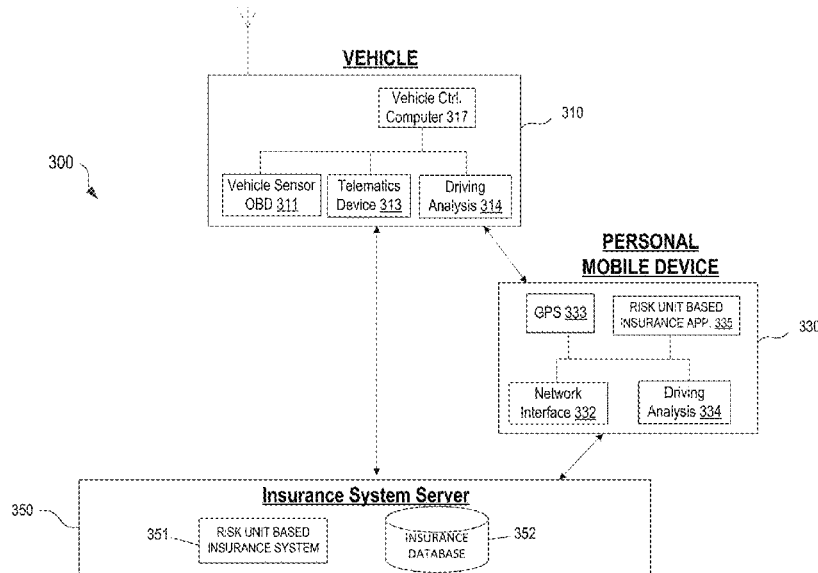 VEHICLE
Vehicle Ctrl.
Computer 317
310
300
Vehicle Sensor
OBD 311
Telematics
Device 313
Driving
Analysis 314
PERSONAL
MOBILE DEVICE
GPS 333
RISK UNIT BASED
INSURANCE APP. 335
330
Network
Interface 332
Driving
Analysis 334
Insurance System Server
350
351
RISK UNIT BASED
INSURANCE SYSTEM
INSURANCE
DATABASE
352